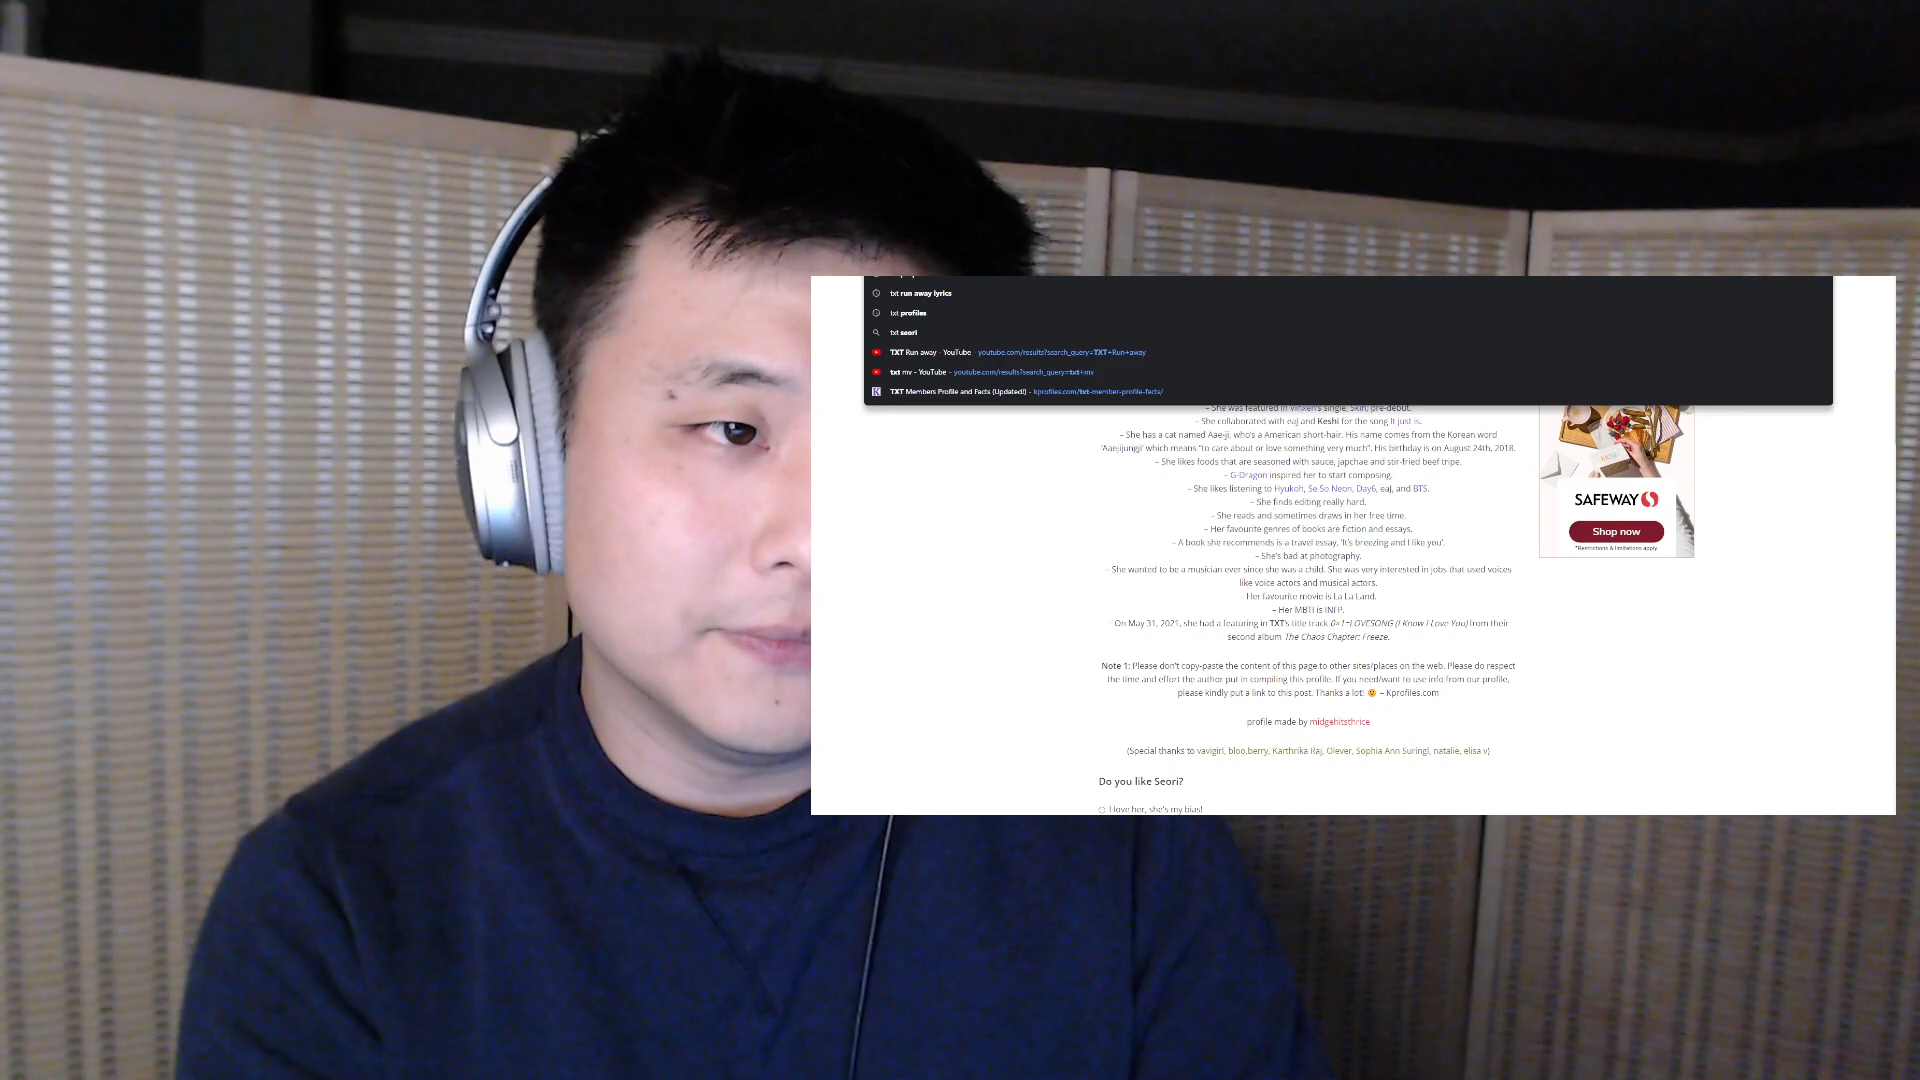 txt run away lyrics
txt profiles
txt seori
TXT Run away - YouTube - youtube.com/results?search_query=TXT+Run+away
txt mv - YouTube - youtube.com/results?search_query=txt+mv
TXT Members Profile and Facts (Updated!) - kprofiles.com/txt-member-profile-facts/
– She was featured in Vinxen's single, Skin, pre-debut.
– She collaborated with eaJ and Keshi for the song It just is.
– She has a cat named Aae-ji, who's a American short-hair. His name comes from the Korean word
'Aaejijungji' which means "to care about or love something very much". His birthday is on August 24th, 2018.
– She likes foods that are seasoned with sauce, japchae and stir-fried beef tripe.
– G-Dragon inspired her to start composing.
– She likes listening to Hyukoh, Se So Neon, Day6, eaJ, and BTS.
– She finds editing really hard.
– She reads and sometimes draws in her free time.
– Her favourite genres of books are fiction and essays.
– A book she recommends is a travel essay, 'It's breezing and I like you'.
– She's bad at photography.
– She wanted to be a musician ever since she was a child. She was very interested in jobs that used voices
like voice actors and musical actors.
– Her favourite movie is La La Land.
– Her MBTI is INFP.
– On May 31, 2021, she had a featuring in TXT's title track 0×1=LOVESONG (I Know I Love You) from their
second album The Chaos Chapter: Freeze.
Note 1: Please don't copy-paste the content of this page to other sites/places on the web. Please do respect
the time and effort the author put in compiling this profile. If you need/want to use info from our profile,
please kindly put a link to this post. Thanks a lot! 🙂 – Kprofiles.com
profile made by midgehitsthrice
(Special thanks to vavigirl, bloo.berry, Karthrika Raj, Olever, Sophia Ann Suringl, natalie, elisa v)
Do you like Seori?
I love her, she's my bias!
SAFEWAY
Shop now
*Restrictions & limitations apply